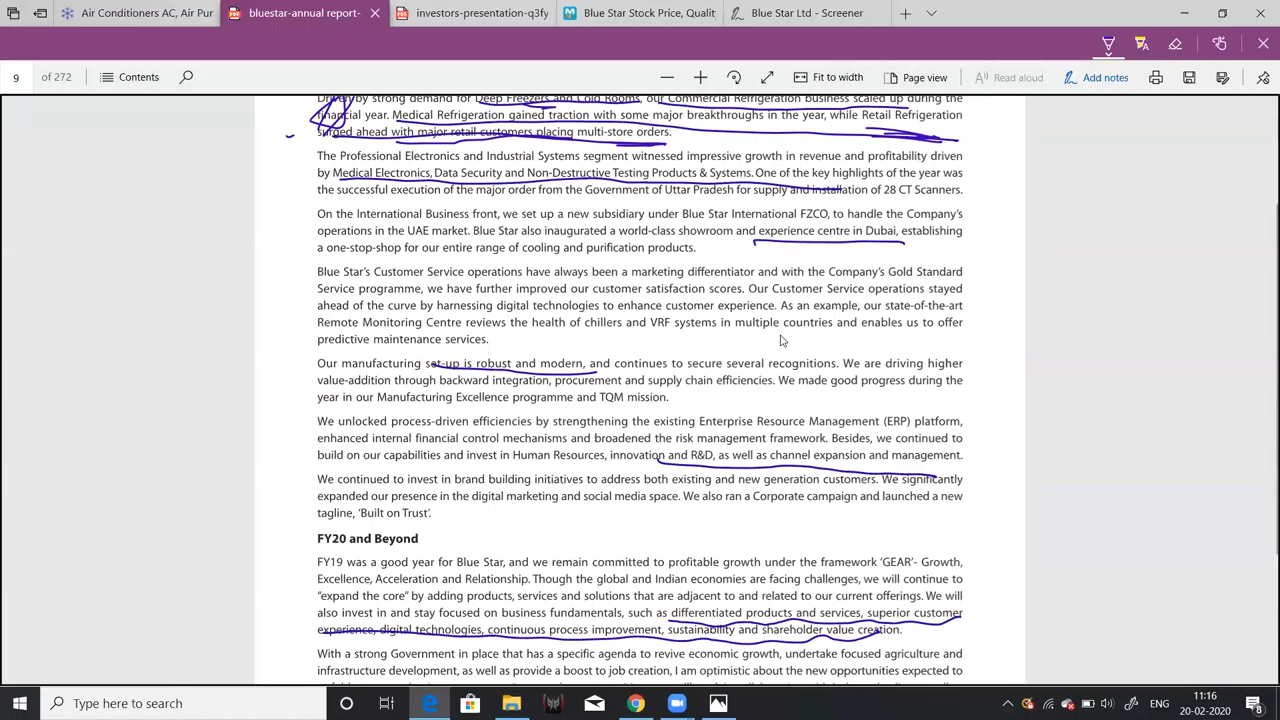 Air Conditioners AC, Air Pur
bluestar-annual report-
investors-presentation-q3fy
Blue Star Stock Price, Quality
Blue Star Ltd - Screener
9 of 272 Contents Fit to width Page view Read aloud Add notes
Driven by strong demand for Deep Freezers and Cold Rooms, our Commercial Refrigeration business scaled up during the
financial year. Medical Refrigeration gained traction with some major breakthroughs in the year, while Retail Refrigeration
surged ahead with major retail customers placing multi-store orders.
The Professional Electronics and Industrial Systems segment witnessed impressive growth in revenue and profitability driven
by Medical Electronics, Data Security and Non-Destructive Testing Products & Systems. One of the key highlights of the year was
the successful execution of the major order from the Government of Uttar Pradesh for supply and installation of 28 CT Scanners.
On the International Business front, we set up a new subsidiary under Blue Star International FZCO, to handle the Company's
operations in the UAE market. Blue Star also inaugurated a world-class showroom and experience centre in Dubai, establishing
a one-stop-shop for our entire range of cooling and purification products.
Blue Star's Customer Service operations have always been a marketing differentiator and with the Company's Gold Standard
Service programme, we have further improved our customer satisfaction scores. Our Customer Service operations stayed
ahead of the curve by harnessing digital technologies to enhance customer experience. As an example, our state-of-the-art
Remote Monitoring Centre reviews the health of chillers and VRF systems in multiple countries and enables us to offer
predictive maintenance services.
Our manufacturing set-up is robust and modern, and continues to secure several recognitions. We are driving higher
value-addition through backward integration, procurement and supply chain efficiencies. We made good progress during the
year in our Manufacturing Excellence programme and TQM mission.
We unlocked process-driven efficiencies by strengthening the existing Enterprise Resource Management (ERP) platform,
enhanced internal financial control mechanisms and broadened the risk management framework. Besides, we continued to
build on our capabilities and invest in Human Resources, innovation and R&D, as well as channel expansion and management.
We continued to invest in brand building initiatives to address both existing and new generation customers. We significantly
expanded our presence in the digital marketing and social media space. We also ran a Corporate campaign and launched a new
tagline, 'Built on Trust'.
FY20 and Beyond
FY19 was a good year for Blue Star, and we remain committed to profitable growth under the framework 'GEAR'- Growth,
Excellence, Acceleration and Relationship. Though the global and Indian economies are facing challenges, we will continue to
"expand the core" by adding products, services and solutions that are adjacent to and related to our current offerings. We will
also invest in and stay focused on business fundamentals, such as differentiated products and services, superior customer
experience, digital technologies, continuous process improvement, sustainability and shareholder value creation.
With a strong Government in place that has a specific agenda to revive economic growth, undertake focused agriculture and
infrastructure development, as well as provide a boost to job creation, I am optimistic about the new opportunities expected to
Type here to search
ENG
11:16
20-02-2020
8